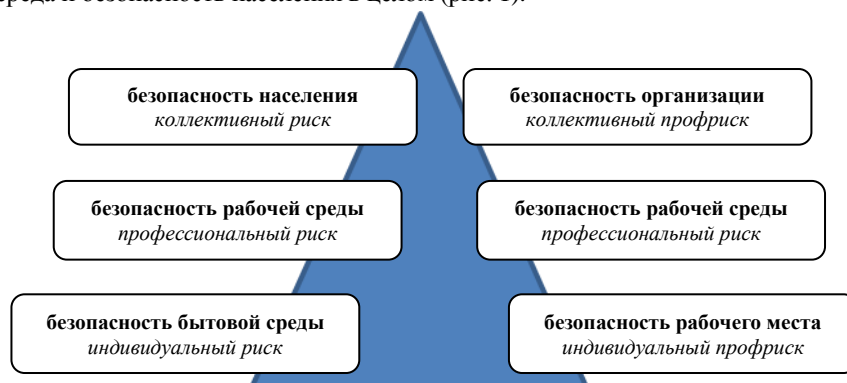 реда и безопасность населения в целом (рис. 1).
безопасность населения
коллективный риск
безопасность организации
коллективный профриск
безопасность рабочей среды
профессиональный риск
безопасность рабочей среды
профессиональный риск
безопасность бытовой среды
индивидуальный риск
безопасность рабочего места
индивидуальный профриск